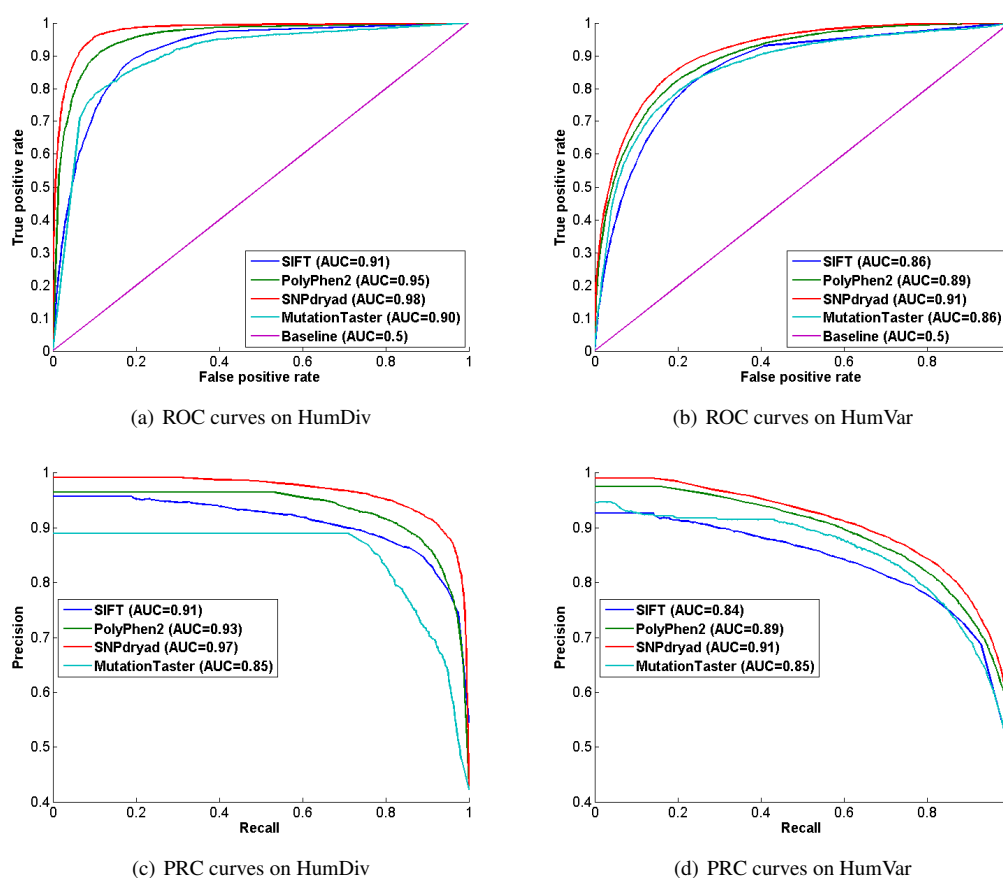 1
0.9
0.8
0.7
0.6
0.5
0.4
0.3
0.2
0.1
0
True positive rate
SIFT (AUC=0.91)
PolyPhen2 (AUC=0.95)
SNPdryad (AUC=0.98)
MutationTaster (AUC=0.90)
Baseline (AUC=0.5)
0 0.2 0.4 0.6 0.8 1
False positive rate
(a) ROC curves on HumDiv
1
0.9
0.8
0.7
0.6
0.5
0.4
0.3
0.2
0.1
0
True positive rate
SIFT (AUC=0.86)
PolyPhen2 (AUC=0.89)
SNPdryad (AUC=0.91)
MutationTaster (AUC=0.86)
Baseline (AUC=0.5)
0 0.2 0.4 0.6 0.8
False positive rate
(b) ROC curves on HumVar
1
0.9
0.8
0.7
0.6
0.5
0.4
Precision
SIFT (AUC=0.91)
PolyPhen2 (AUC=0.93)
SNPdryad (AUC=0.97)
MutationTaster (AUC=0.85)
0 0.2 0.4 0.6 0.8 1
Recall
(c) PRC curves on HumDiv
1
0.9
0.8
0.7
0.6
0.5
0.4
Precision
SIFT (AUC=0.84)
PolyPhen2 (AUC=0.89)
SNPdryad (AUC=0.91)
MutationTaster (AUC=0.85)
0 0.2 0.4 0.6 0.8
Recall
(d) PRC curves on HumVar